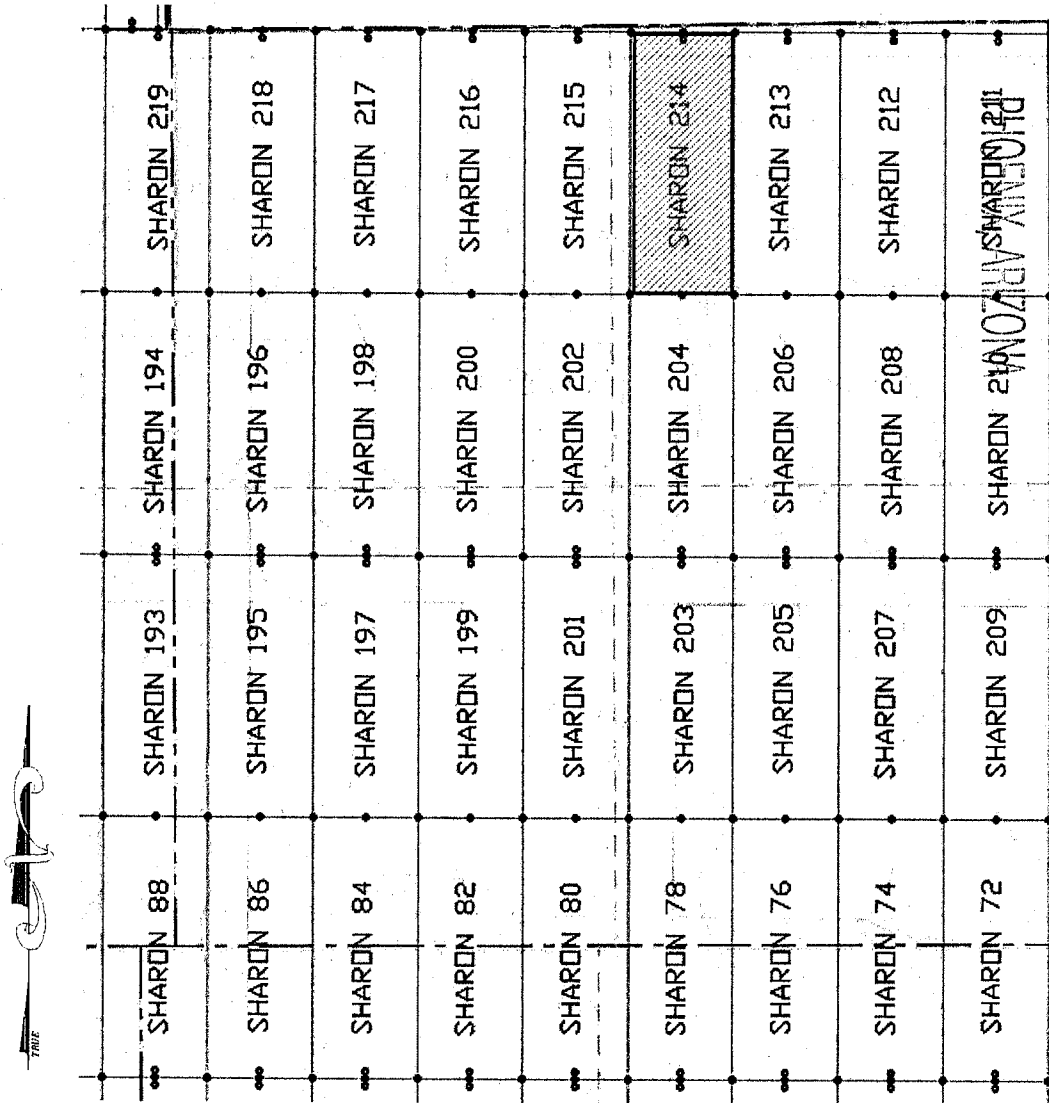 SHARON 219
SHARON 218
SHARON 217
SHARON 216
SHARON 215
SHARON 214
SHARON 213
SHARON 212
SHARON 211
PHOENIX ARIZONA
SHARON 194
SHARON 196
SHARON 198
SHARON 200
SHARON 202
SHARON 204
SHARON 206
SHARON 208
SHARON 210
SHARON 193
SHARON 195
SHARON 197
SHARON 199
SHARON 201
SHARON 203
SHARON 205
SHARON 207
SHARON 209
SHARON 88
SHARON 86
SHARON 84
SHARON 82
SHARON 80
SHARON 78
SHARON 76
SHARON 74
SHARON 72
TRUE